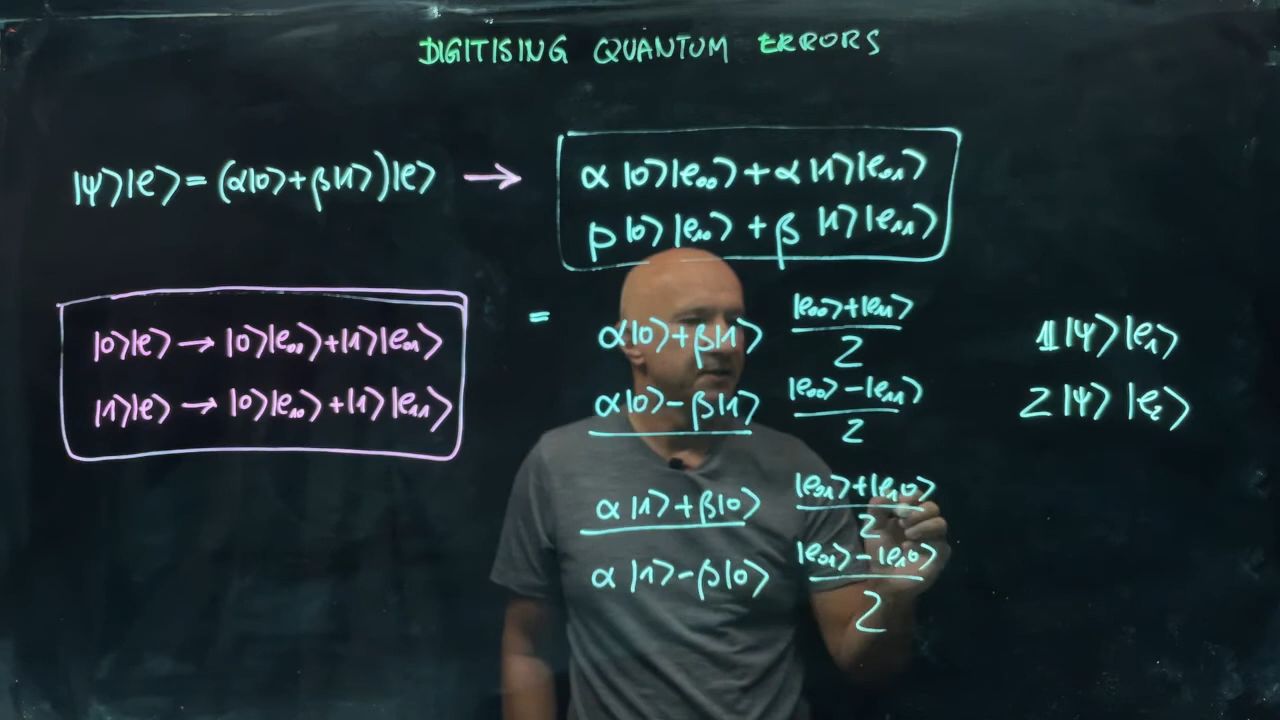 DIGITISING QUANTUM ERRORS
|ψ⟩|e⟩ = (α|0⟩+β|1⟩)|e⟩ → α|0⟩|e₀₀⟩ + α|1⟩|e₀₁⟩
β|0⟩|e₁₀⟩ + β|1⟩|e₁₁⟩
|0⟩|e⟩ → |0⟩|e₀₀⟩+|1⟩|e₀₁⟩
|1⟩|e⟩ → |0⟩|e₁₀⟩+|1⟩|e₁₁⟩
= α|0⟩+β|1⟩ (|e₀₀⟩+|e₁₁⟩)/2 𝟙|ψ⟩|e₁⟩
α|0⟩-β|1⟩ (|e₀₀⟩-|e₁₁⟩)/2 Z|ψ⟩|e₂⟩
α|1⟩+β|0⟩ (|e₀₁⟩+|e₁₀⟩)/2
α|1⟩-β|0⟩ (|e₀₁⟩-|e₁₀⟩)/2